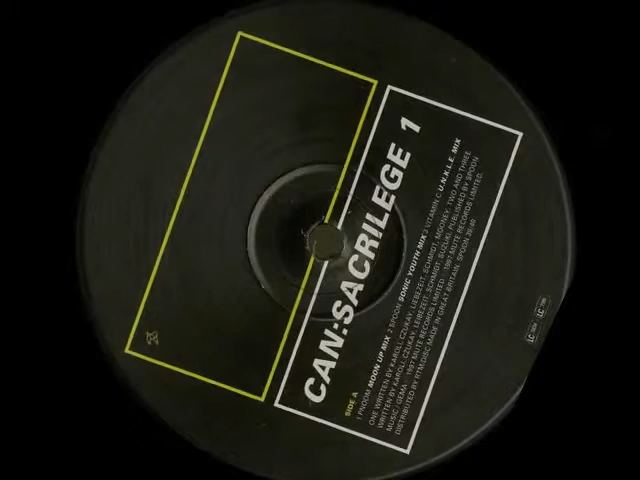 CAN:SACRILEGE 1
SIDE A
1 PNOOM MOON UP MIX 2 SPOON SONIC YOUTH MIX 3 VITAMIN C U.N.K.L.E. MIX
ONE WRITTEN BY KAROLI, CZUKAY, LIEBEZEIT, SCHMIDT, MOONEY. TWO AND THREE
WRITTEN BY KAROLI, CZUKAY, LIEBEZEIT, SCHMIDT, SUZUKI. PUBLISHED BY SPOON
MUSIC / GEMA. 1997 MUTE RECORDS LIMITED. 1997 MUTE RECORDS LIMITED.
DISTRIBUTED BY RTM/DISC MADE IN GREAT BRITAIN. SPOON 39/40
LC LC